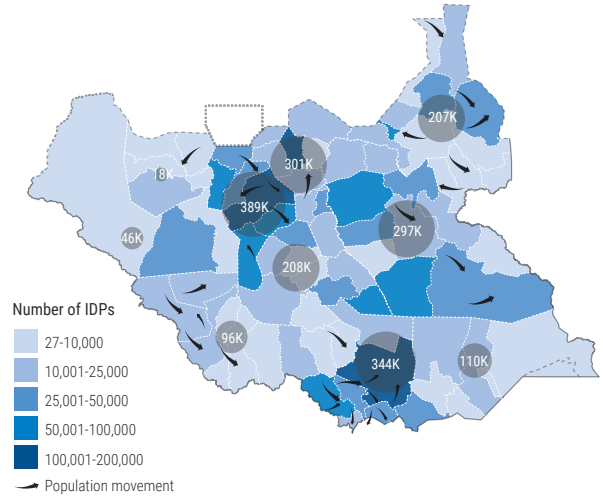 207K
301K
8K
389K
46K
297K
208K
96K
344K
110K
Number of IDPs
27-10,000
10,001-25,000
25,001-50,000
50,001-100,000
100,001-200,000
Population movement